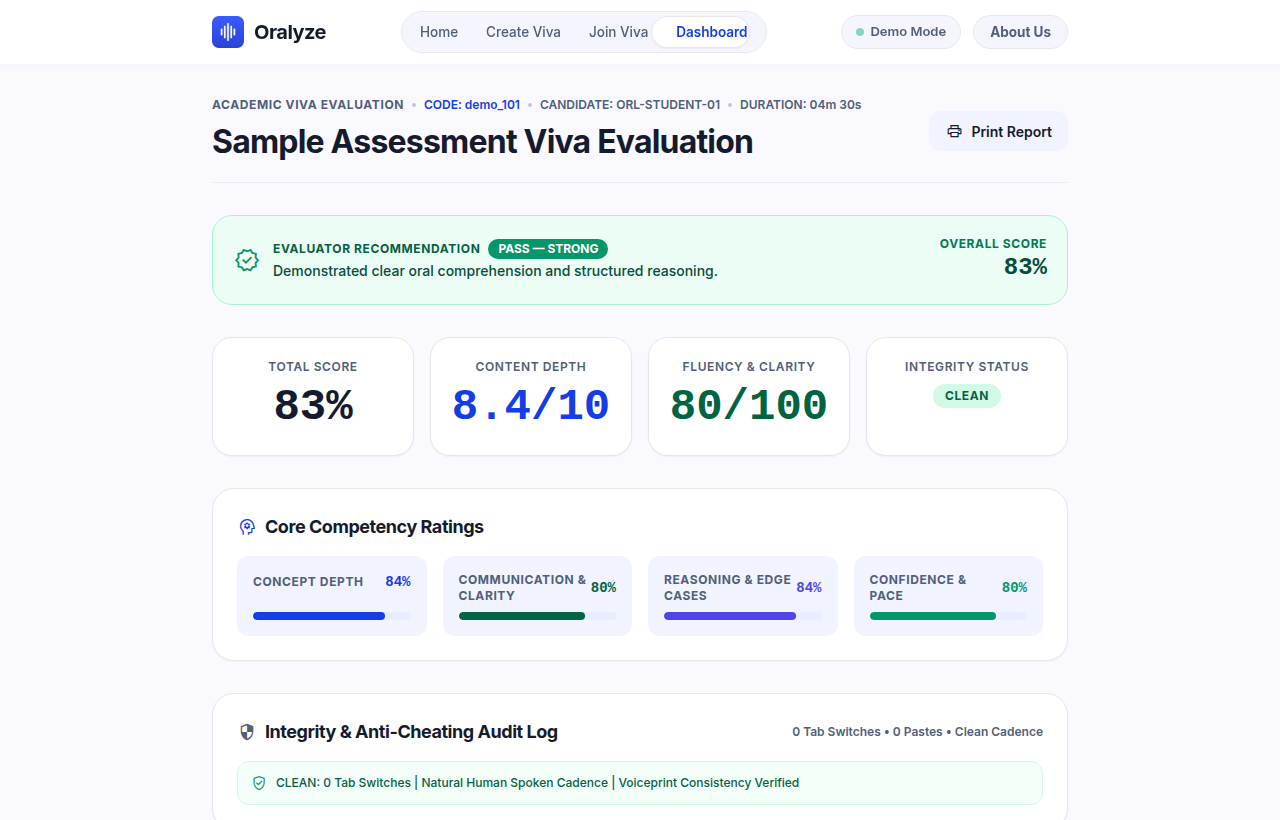 Oralyze
Home
Create Viva
Join Viva
Dashboard
Demo Mode
About Us
ACADEMIC VIVA EVALUATION • CODE: demo_101 • CANDIDATE: ORL-STUDENT-01 • DURATION: 04m 30s
Sample Assessment Viva Evaluation
Print Report
EVALUATOR RECOMMENDATION PASS — STRONG
Demonstrated clear oral comprehension and structured reasoning.
OVERALL SCORE
83%
TOTAL SCORE
83%
CONTENT DEPTH
8.4/10
FLUENCY & CLARITY
80/100
INTEGRITY STATUS
CLEAN
Core Competency Ratings
CONCEPT DEPTH
84%
COMMUNICATION &
CLARITY
80%
REASONING & EDGE
CASES
84%
CONFIDENCE &
PACE
80%
Integrity & Anti-Cheating Audit Log
0 Tab Switches • 0 Pastes • Clean Cadence
CLEAN: 0 Tab Switches | Natural Human Spoken Cadence | Voiceprint Consistency Verified